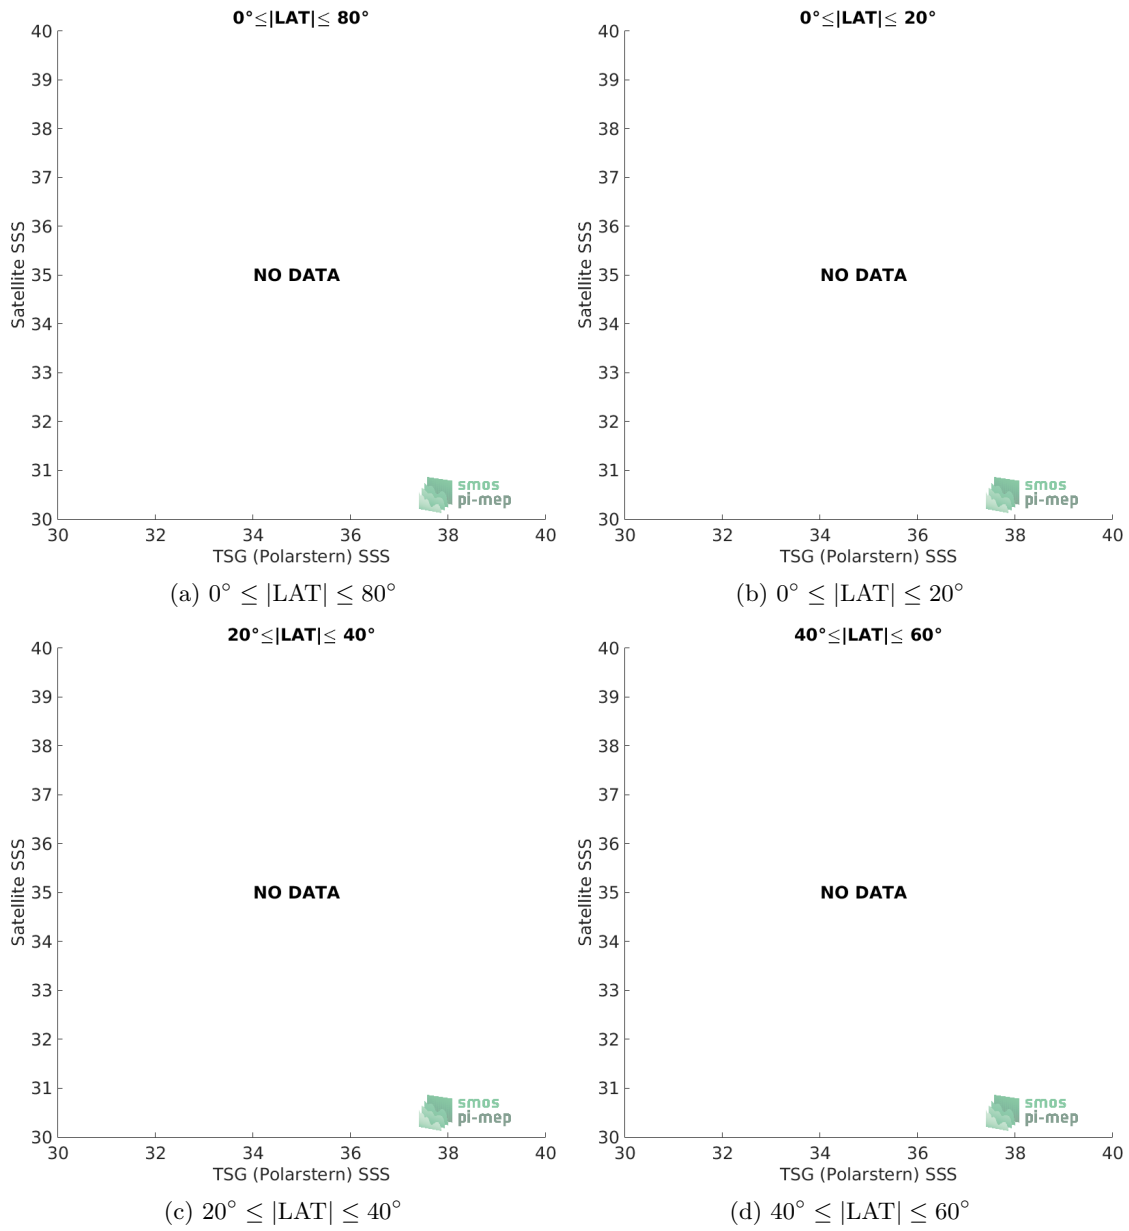 0°≤|LAT|≤ 80°
40
39
38
37
36
35
34
33
32
31
30
Satellite SSS
NO DATA
smos
pi-mep
30 32 34 36 38 40
TSG (Polarstern) SSS
(a) 0° ≤ |LAT| ≤ 80°
0°≤|LAT|≤ 20°
40
39
38
37
36
35
34
33
32
31
30
Satellite SSS
NO DATA
smos
pi-mep
30 32 34 36 38 40
TSG (Polarstern) SSS
(b) 0° ≤ |LAT| ≤ 20°
20°≤|LAT|≤ 40°
40
39
38
37
36
35
34
33
32
31
30
Satellite SSS
NO DATA
smos
pi-mep
30 32 34 36 38 40
TSG (Polarstern) SSS
(c) 20° ≤ |LAT| ≤ 40°
40°≤|LAT|≤ 60°
40
39
38
37
36
35
34
33
32
31
30
Satellite SSS
NO DATA
smos
pi-mep
30 32 34 36 38 40
TSG (Polarstern) SSS
(d) 40° ≤ |LAT| ≤ 60°